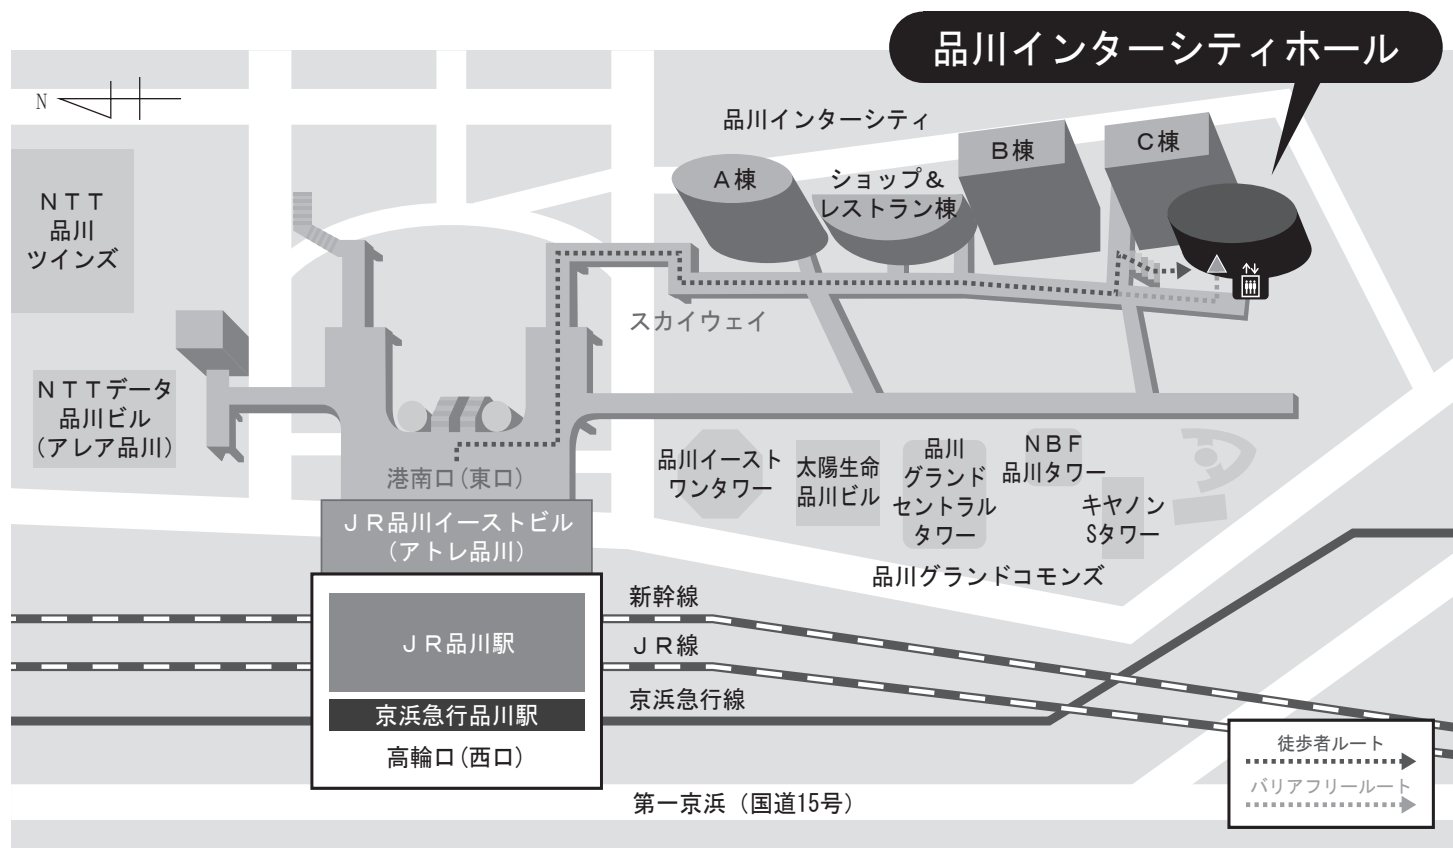 品川インターシティホール
N
品川インターシティ
A棟
ショップ&
レストラン棟
B棟
C棟
NTT
品川
ツインズ
スカイウェイ
NTTデータ
品川ビル
(アレア品川)
港南口(東口)
JR品川イーストビル
(アトレ品川)
品川イースト
ワンタワー
太陽生命
品川ビル
品川
グランド
セントラル
タワー
NBF
品川タワー
キヤノン
Sタワー
品川グランドコモンズ
新幹線
JR線
京浜急行線
JR品川駅
京浜急行品川駅
高輪口(西口)
第一京浜(国道15号)
徒歩者ルート
バリアフリールート